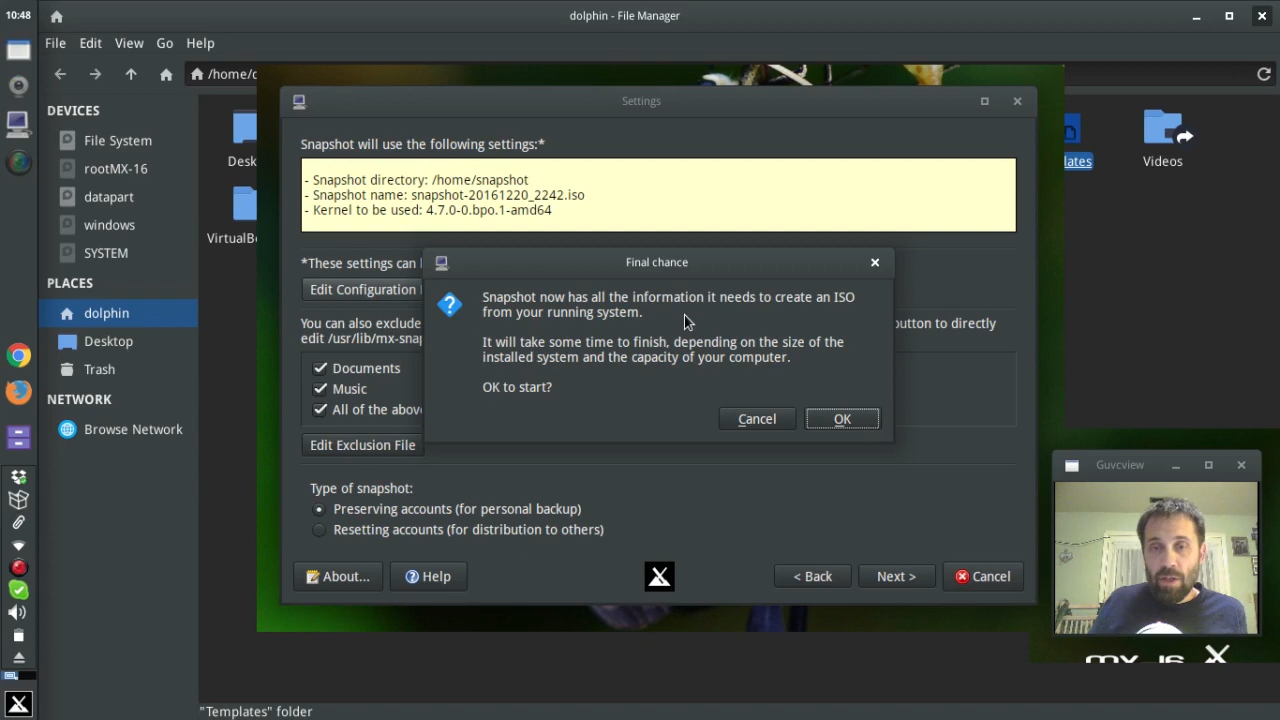 10:48
dolphin - File Manager
File Edit View Go Help
/home/d
DEVICES
File System
rootMX-16
datapart
windows
SYSTEM
PLACES
dolphin
Desktop
Trash
NETWORK
Browse Network
Desk
VirtualBo
lates
Videos
Settings
Snapshot will use the following settings:*
- Snapshot directory: /home/snapshot
- Snapshot name: snapshot-20161220_2242.iso
- Kernel to be used: 4.7.0-0.bpo.1-amd64
*These settings can b
Edit Configuration
You can also exclude
button to directly
edit /usr/lib/mx-snap
Documents
Music
All of the above
Edit Exclusion File
Type of snapshot:
Preserving accounts (for personal backup)
Resetting accounts (for distribution to others)
About...
Help
< Back
Next >
Cancel
Final chance
Snapshot now has all the information it needs to create an ISO
from your running system.
It will take some time to finish, depending on the size of the
installed system and the capacity of your computer.
OK to start?
Cancel
OK
Guvcview
"Templates" folder